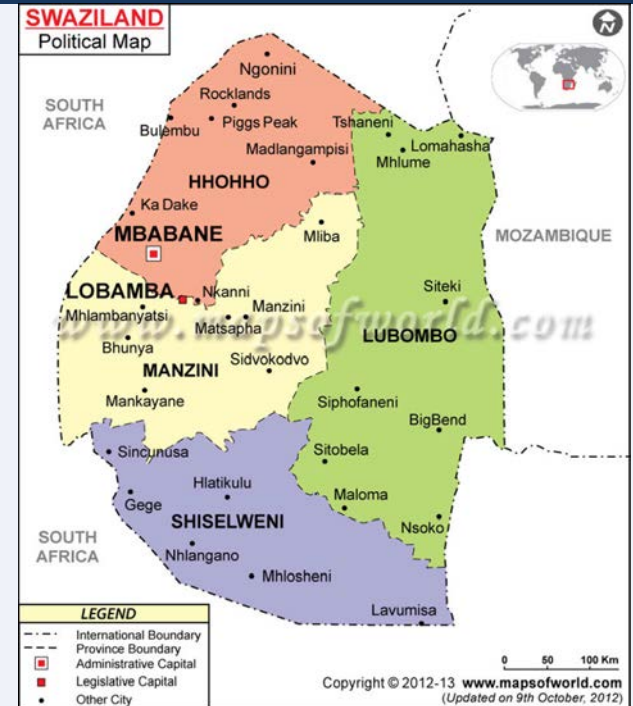 SWAZILAND
Political Map
N
SOUTH
AFRICA
Ngonini
Rocklands
Bulembu
Piggs Peak
Tshaneni
Lomahasha
Mhlume
Madlangampisi
HHOHHO
Ka Dake
MBABANE
Mliba
MOZAMBIQUE
LOBAMBA
Nkanni
Siteki
Mhlambanyatsi
Manzini
Matsapha
www.mapsofworld.com
LUBOMBO
Bhunya
Sidvokodvo
MANZINI
Mankayane
Siphofaneni
BigBend
Sincunusa
Sitobela
Hlatikulu
Gege
Maloma
SHISELWENI
Nsoko
SOUTH
AFRICA
Nhlangano
Mhlosheni
Lavumisa
LEGEND
International Boundary
Province Boundary
Administrative Capital
Legislative Capital
Other City
0 50 100 Km
Copyright © 2012-13 www.mapsofworld.com
(Updated on 9th October, 2012)